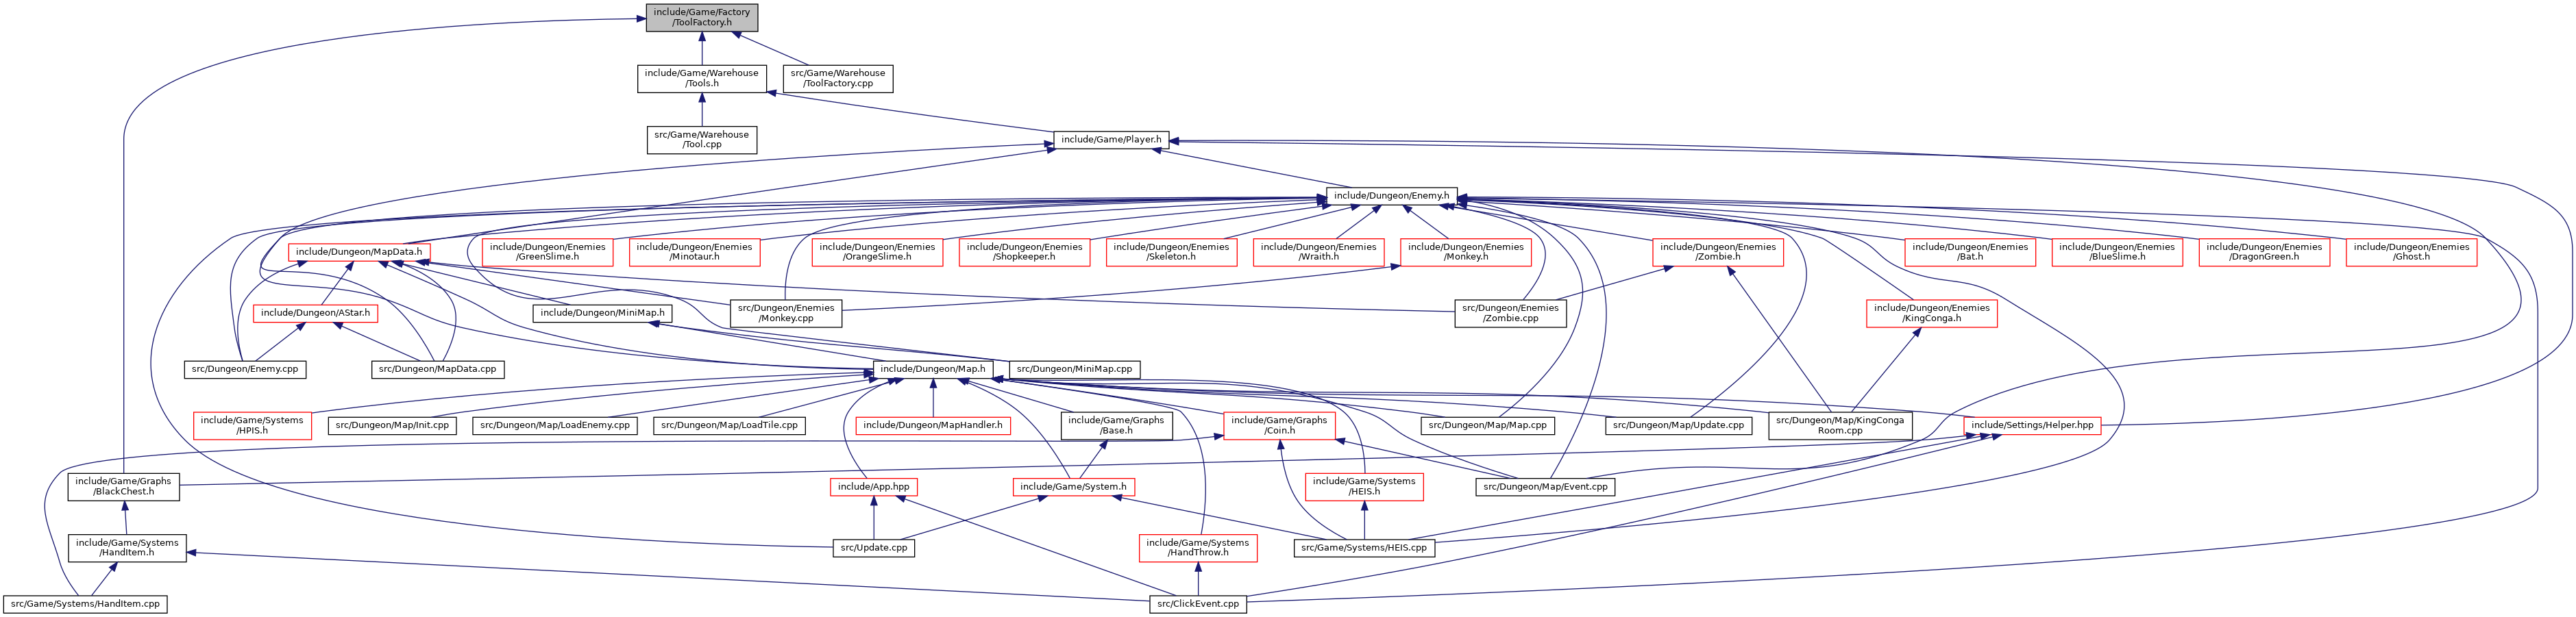 include/Game/Factory
/ToolFactory.h
include/Game/Warehouse
/Tools.h
src/Game/Warehouse
/ToolFactory.cpp
src/Game/Warehouse
/Tool.cpp
include/Game/Player.h
include/Dungeon/Enemy.h
include/Dungeon/MapData.h
include/Dungeon/Enemies
/GreenSlime.h
include/Dungeon/Enemies
/Minotaur.h
include/Dungeon/Enemies
/OrangeSlime.h
include/Dungeon/Enemies
/Shopkeeper.h
include/Dungeon/Enemies
/Skeleton.h
include/Dungeon/Enemies
/Wraith.h
include/Dungeon/Enemies
/Monkey.h
include/Dungeon/Enemies
/Zombie.h
include/Dungeon/Enemies
/Bat.h
include/Dungeon/Enemies
/BlueSlime.h
include/Dungeon/Enemies
/DragonGreen.h
include/Dungeon/Enemies
/Ghost.h
include/Dungeon/AStar.h
include/Dungeon/MiniMap.h
src/Dungeon/Enemies
/Monkey.cpp
src/Dungeon/Enemies
/Zombie.cpp
include/Dungeon/Enemies
/KingConga.h
src/Dungeon/Enemy.cpp
src/Dungeon/MapData.cpp
include/Dungeon/Map.h
src/Dungeon/MiniMap.cpp
include/Game/Systems
/HPIS.h
src/Dungeon/Map/Init.cpp
src/Dungeon/Map/LoadEnemy.cpp
src/Dungeon/Map/LoadTile.cpp
include/Dungeon/MapHandler.h
include/Game/Graphs
/Base.h
include/Game/Graphs
/Coin.h
src/Dungeon/Map/Map.cpp
src/Dungeon/Map/Update.cpp
src/Dungeon/Map/KingConga
Room.cpp
include/Settings/Helper.hpp
include/Game/Graphs
/BlackChest.h
include/App.hpp
include/Game/System.h
include/Game/Systems
/HEIS.h
src/Dungeon/Map/Event.cpp
include/Game/Systems
/HandItem.h
src/Update.cpp
include/Game/Systems
/HandThrow.h
src/Game/Systems/HEIS.cpp
src/Game/Systems/HandItem.cpp
src/ClickEvent.cpp